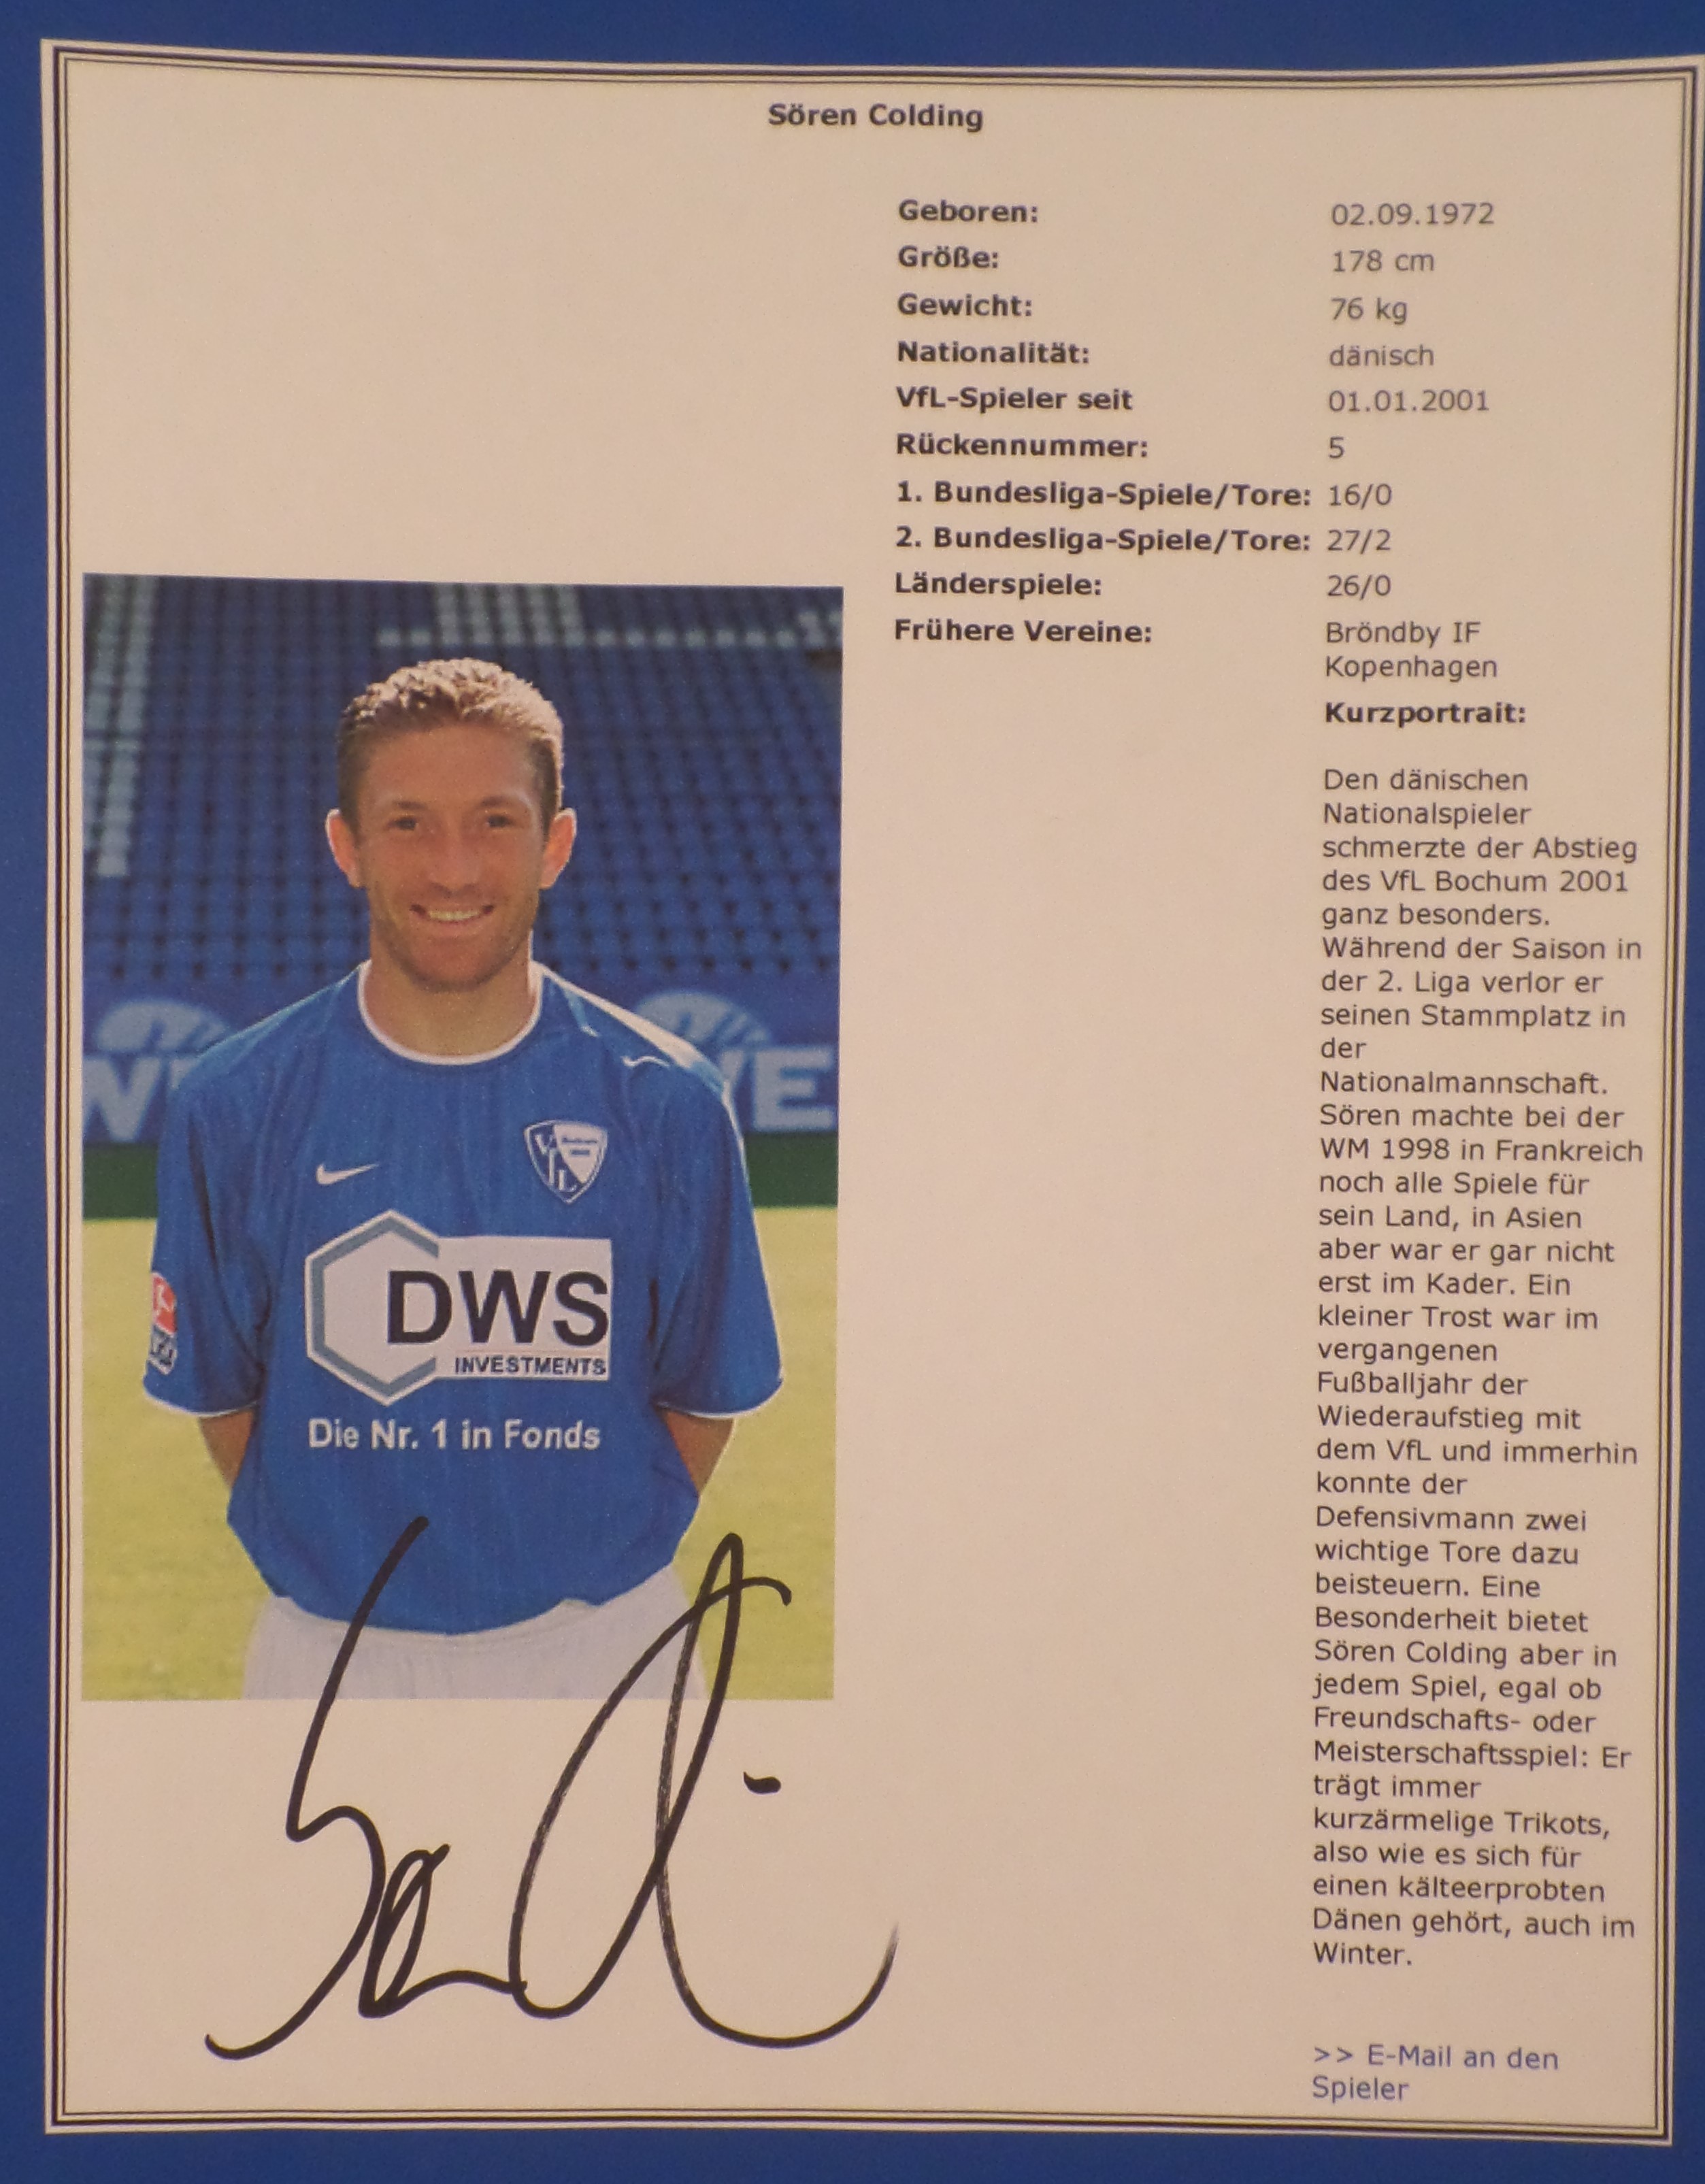 Sören Colding
Geboren: 02.09.1972
Größe: 178 cm
Gewicht: 76 kg
Nationalität: dänisch
VfL-Spieler seit 01.01.2001
Rückennummer: 5
1. Bundesliga-Spiele/Tore: 16/0
2. Bundesliga-Spiele/Tore: 27/2
Länderspiele: 26/0
Frühere Vereine: Bröndby IF
Kopenhagen
Kurzportrait:
Den dänischen
Nationalspieler
schmerzte der Abstieg
des VfL Bochum 2001
ganz besonders.
Während der Saison in
der 2. Liga verlor er
seinen Stammplatz in
der
Nationalmannschaft.
Sören machte bei der
WM 1998 in Frankreich
noch alle Spiele für
sein Land, in Asien
aber war er gar nicht
erst im Kader. Ein
kleiner Trost war im
vergangenen
Fußballjahr der
Wiederaufstieg mit
dem VfL und immerhin
konnte der
Defensivmann zwei
wichtige Tore dazu
beisteuern. Eine
Besonderheit bietet
Sören Colding aber in
jedem Spiel, egal ob
Freundschafts- oder
Meisterschaftsspiel: Er
trägt immer
kurzärmelige Trikots,
also wie es sich für
einen kälteerprobten
Dänen gehört, auch im
Winter.
>> E-Mail an den
Spieler
VfL
DWS
INVESTMENTS
Die Nr. 1 in Fonds